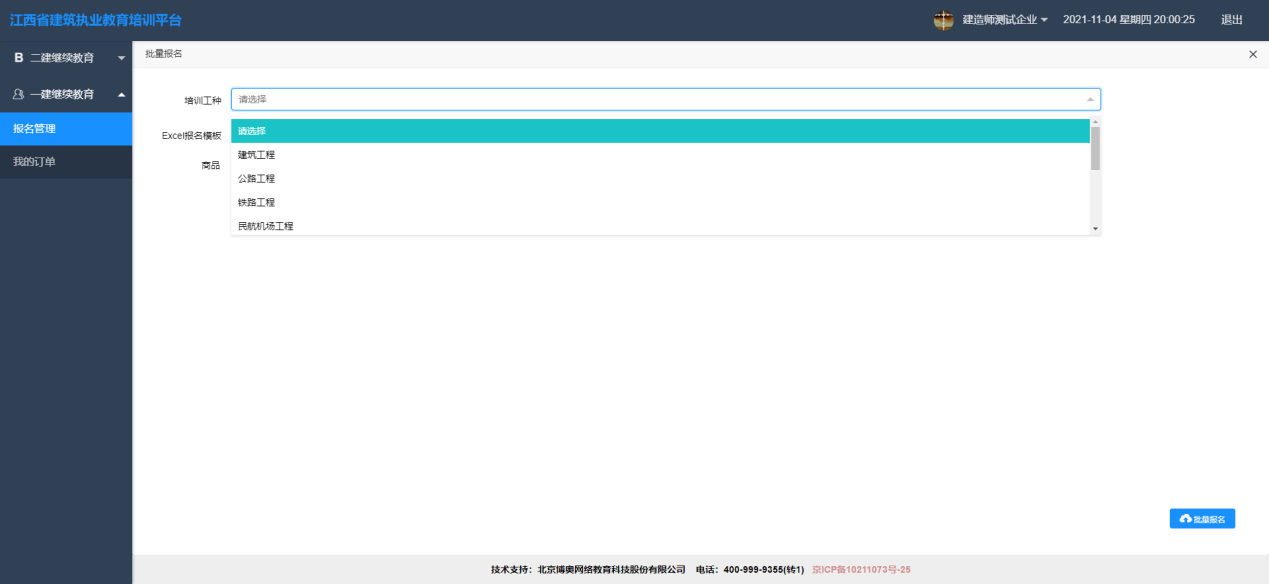 江西省建筑执业教育培训平台
建造师测试企业 2021-11-04 星期四 20:00:25 退出
B 二建继续教育
一建继续教育
报名管理
我的订单
批量报名
培训工种 请选择
Excel报名模板
商品
请选择
建筑工程
公路工程
铁路工程
民航机场工程
批量报名
技术支持：北京博奥网络教育科技股份有限公司 电话：400-999-9355(转1) 京ICP备10211073号-25